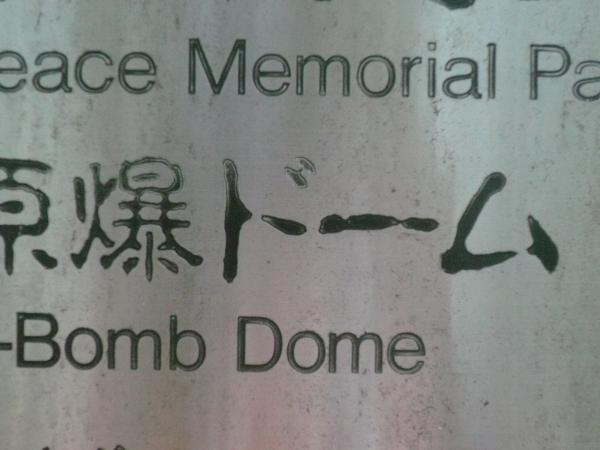 eace Memorial Pa
原爆ドーム
-Bomb Dome